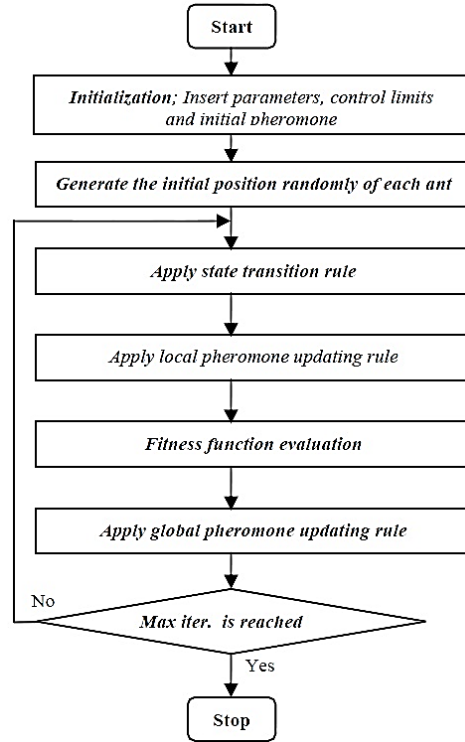 Start
Initialization; Insert parameters, control limits
and initial pheromone
Generate the initial position randomly of each ant
Apply state transition rule
Apply local pheromone updating rule
Fitness function evaluation
Apply global pheromone updating rule
No
Max iter. is reached
Yes
Stop